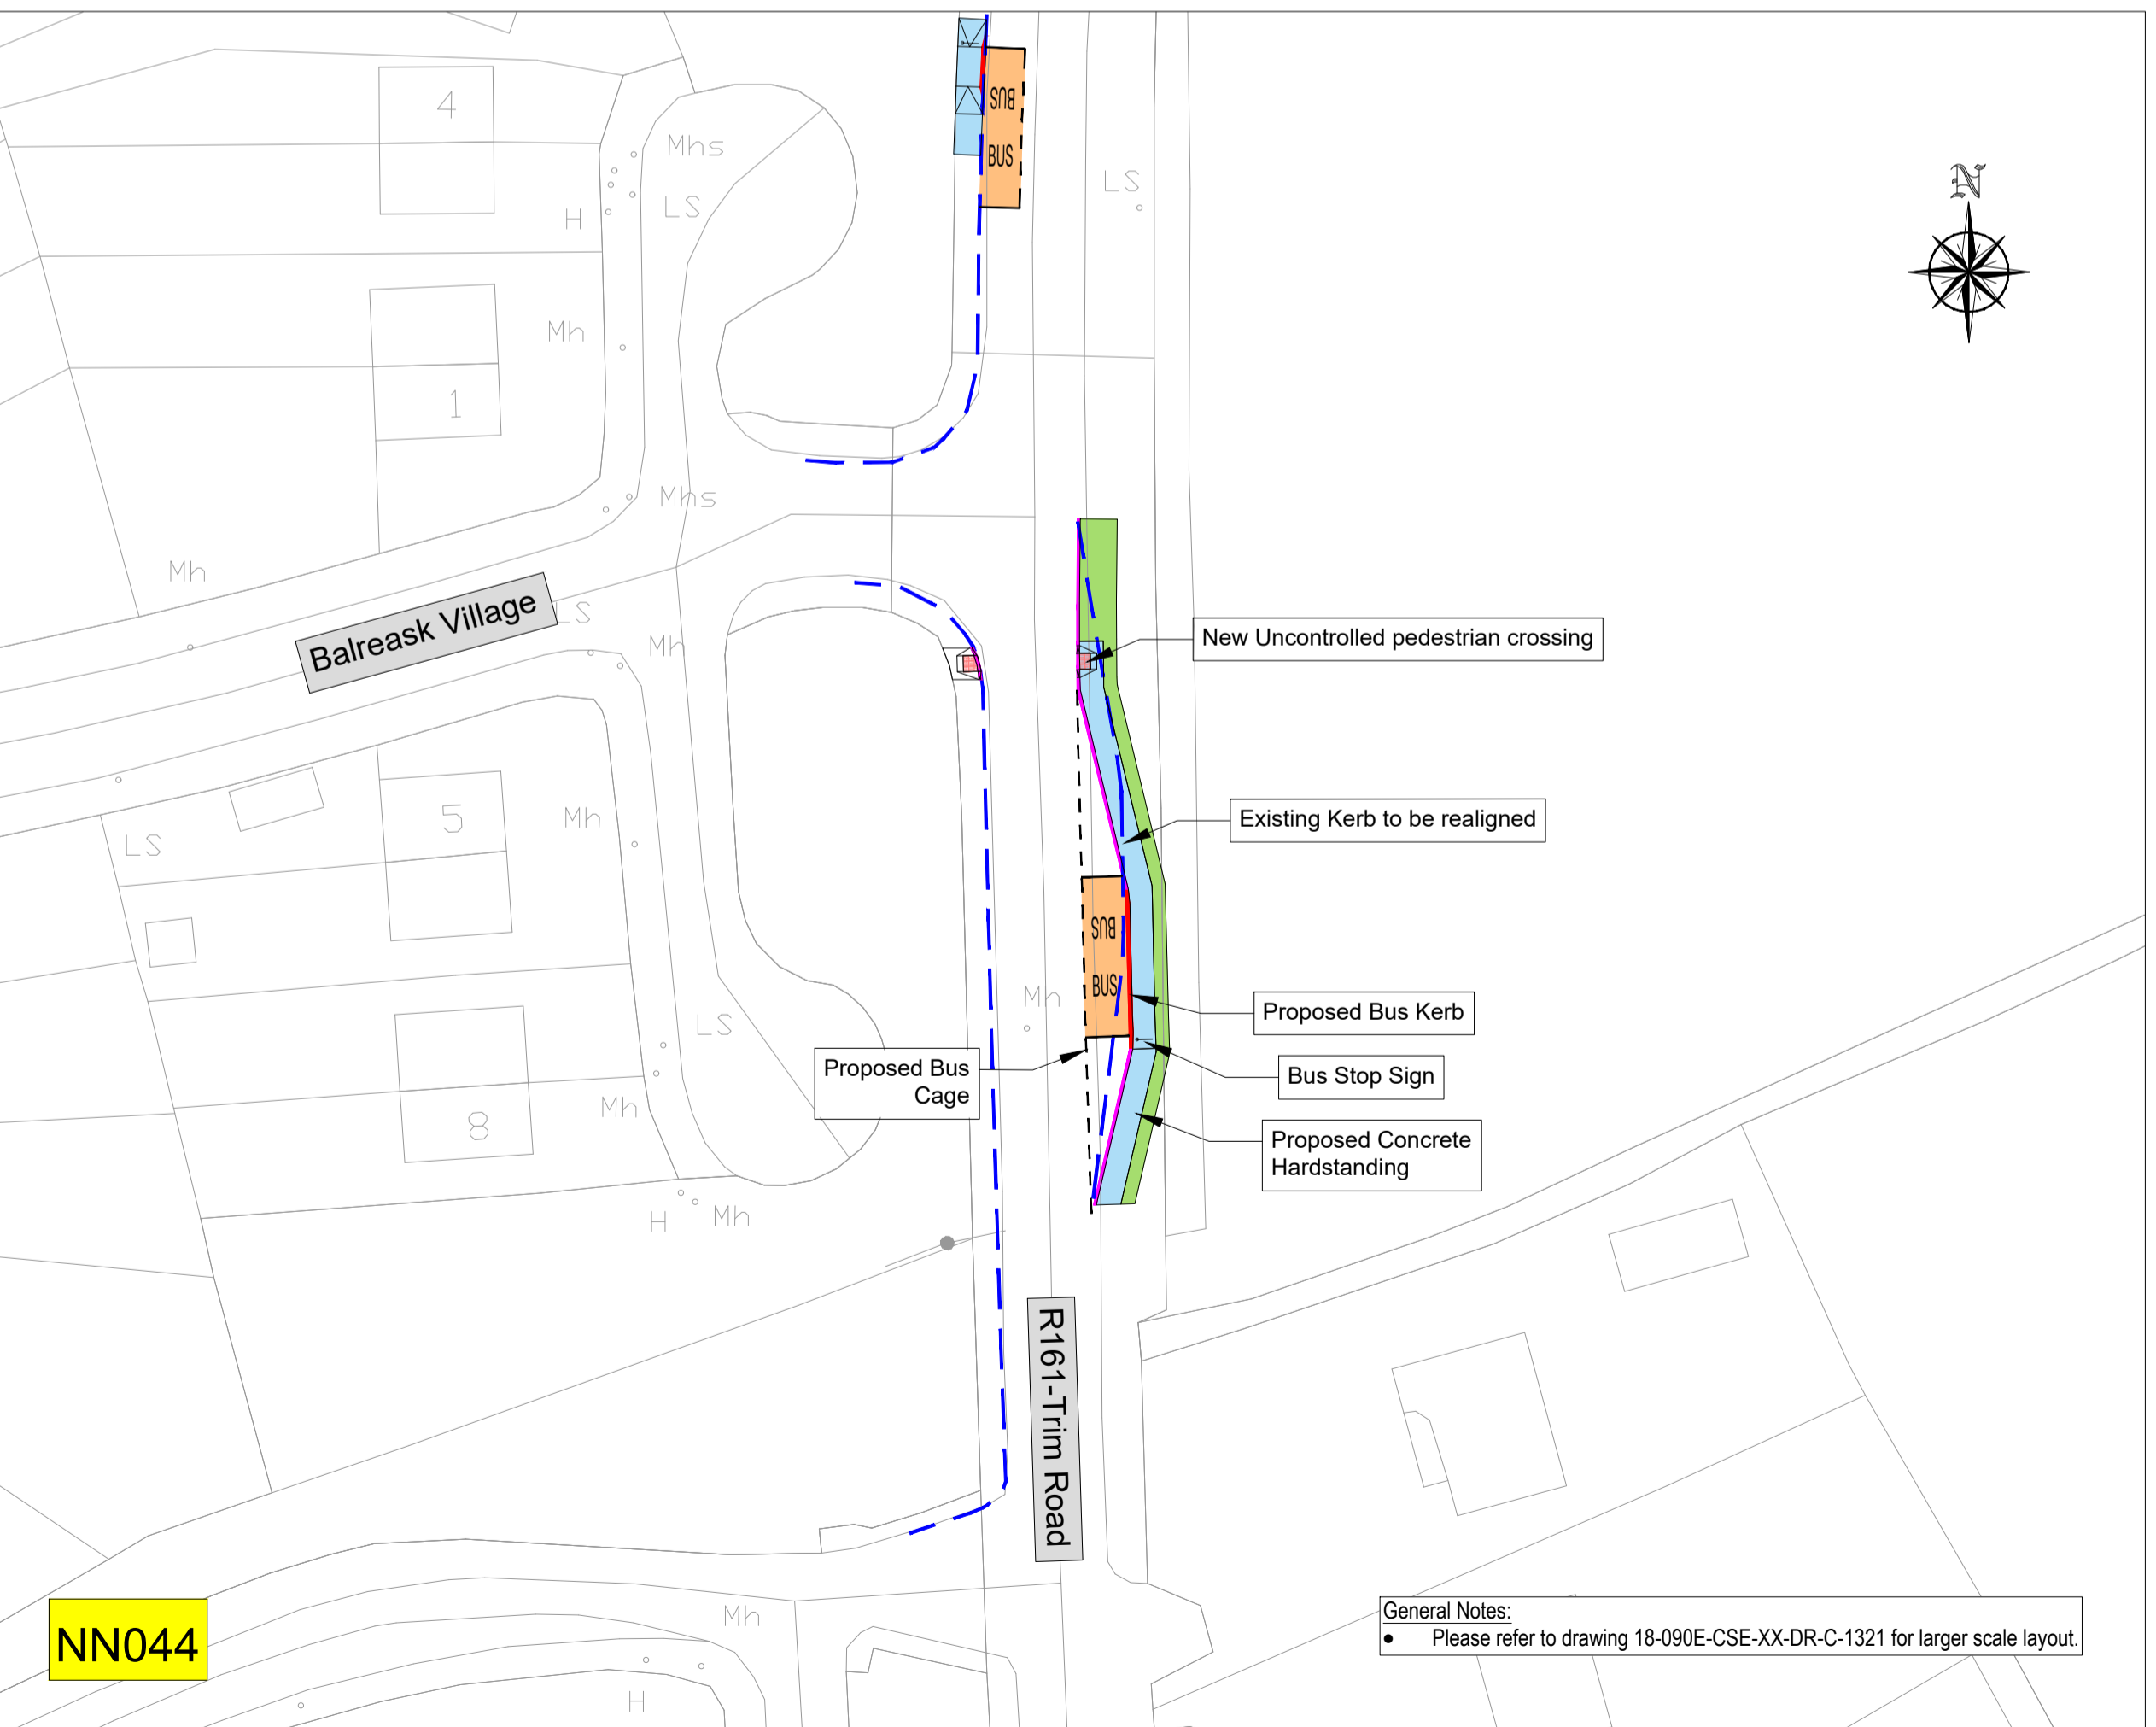 N
4
Mhs
BUS
BUS
LS
LS
H
Mh
1
Mhs
Mh
Balreask Village
LS
Mh
New Uncontrolled pedestrian crossing
5
Mh
Existing Kerb to be realigned
LS
BUS
BUS
Mh
Proposed Bus Kerb
LS
Proposed Bus
Cage
Bus Stop Sign
Mh
8
Proposed Concrete
Hardstanding
H
Mh
R161-Trim Road
Mh
General Notes:
• Please refer to drawing 18-090E-CSE-XX-DR-C-1321 for larger scale layout.
NN044
H